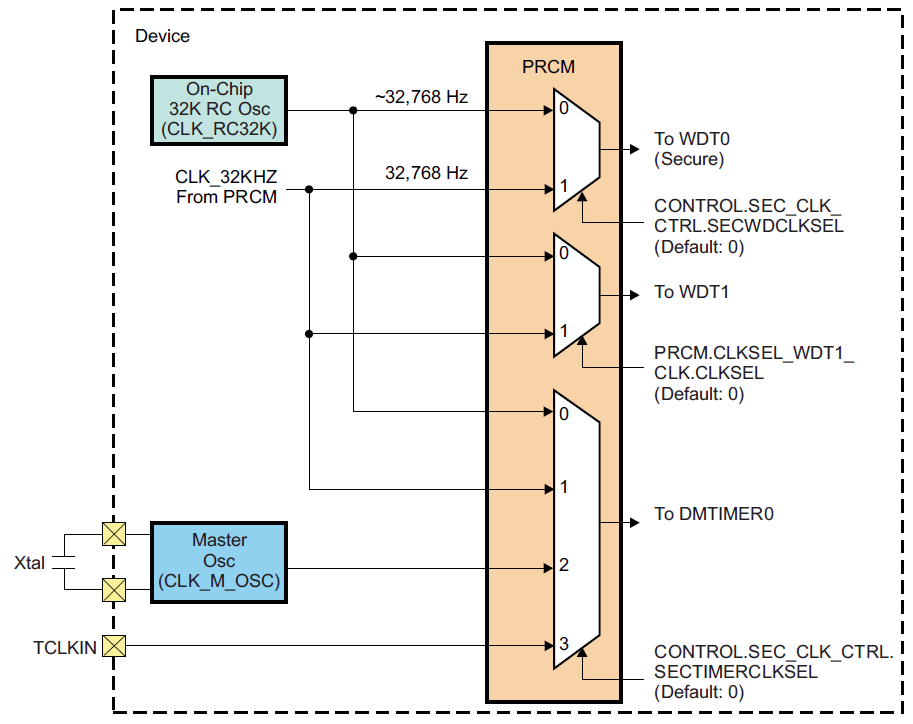 Device
PRCM
On-Chip
32K RC Osc
(CLK_RC32K)
~32,768 Hz
0
To WDT0
(Secure)
CLK_32KHZ
From PRCM
32,768 Hz
1
CONTROL.SEC_CLK_
CTRL.SECWDCLKSEL
(Default: 0)
0
To WDT1
1
PRCM.CLKSEL_WDT1_
CLK.CLKSEL
(Default: 0)
0
1
To DMTIMER0
Xtal
Master
Osc
(CLK_M_OSC)
2
TCLKIN
3
CONTROL.SEC_CLK_CTRL.
SECTIMERCLKSEL
(Default: 0)